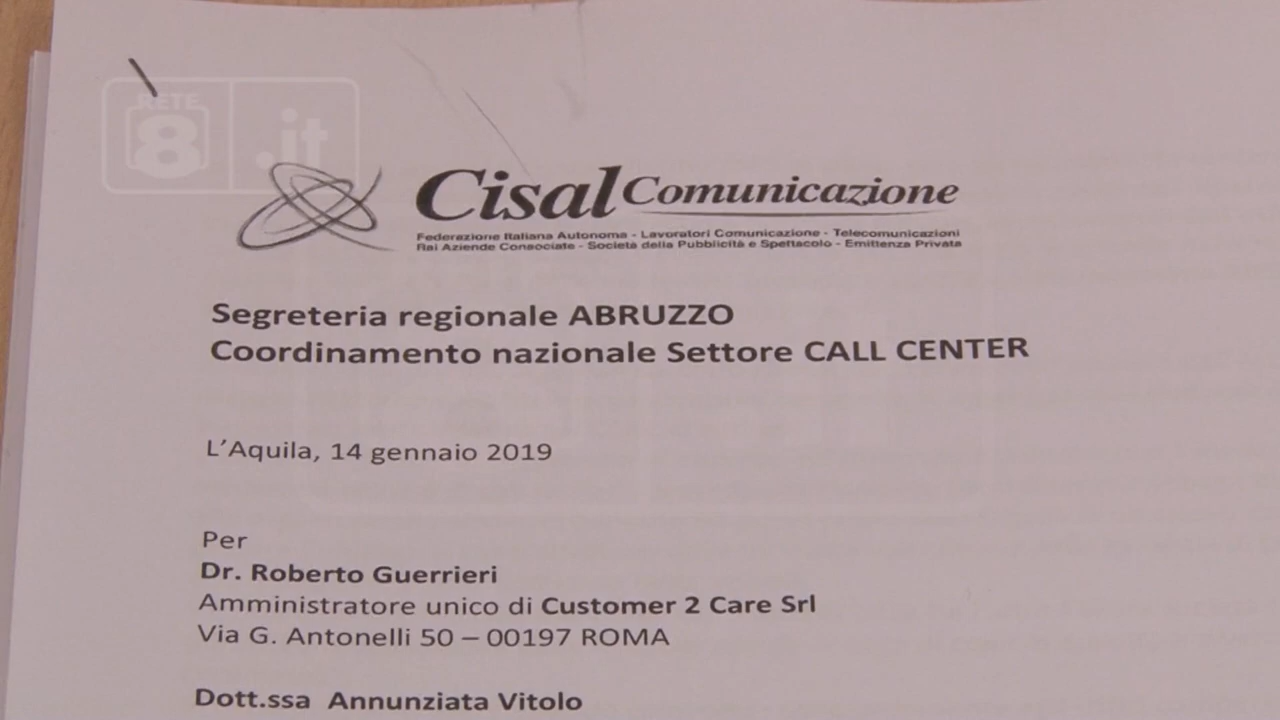 RETE
8 .it
Cisal Comunicazione
Federazione Italiana Autonoma - Lavoratori Comunicazione - Telecomunicazioni
Rai Aziende Consociate - Società della Pubblicità e Spettacolo - Emittenza Privata
Segreteria regionale ABRUZZO
Coordinamento nazionale Settore CALL CENTER
L'Aquila, 14 gennaio 2019
Per
Dr. Roberto Guerrieri
Amministratore unico di Customer 2 Care Srl
Via G. Antonelli 50 – 00197 ROMA
Dott.ssa Annunziata Vitolo